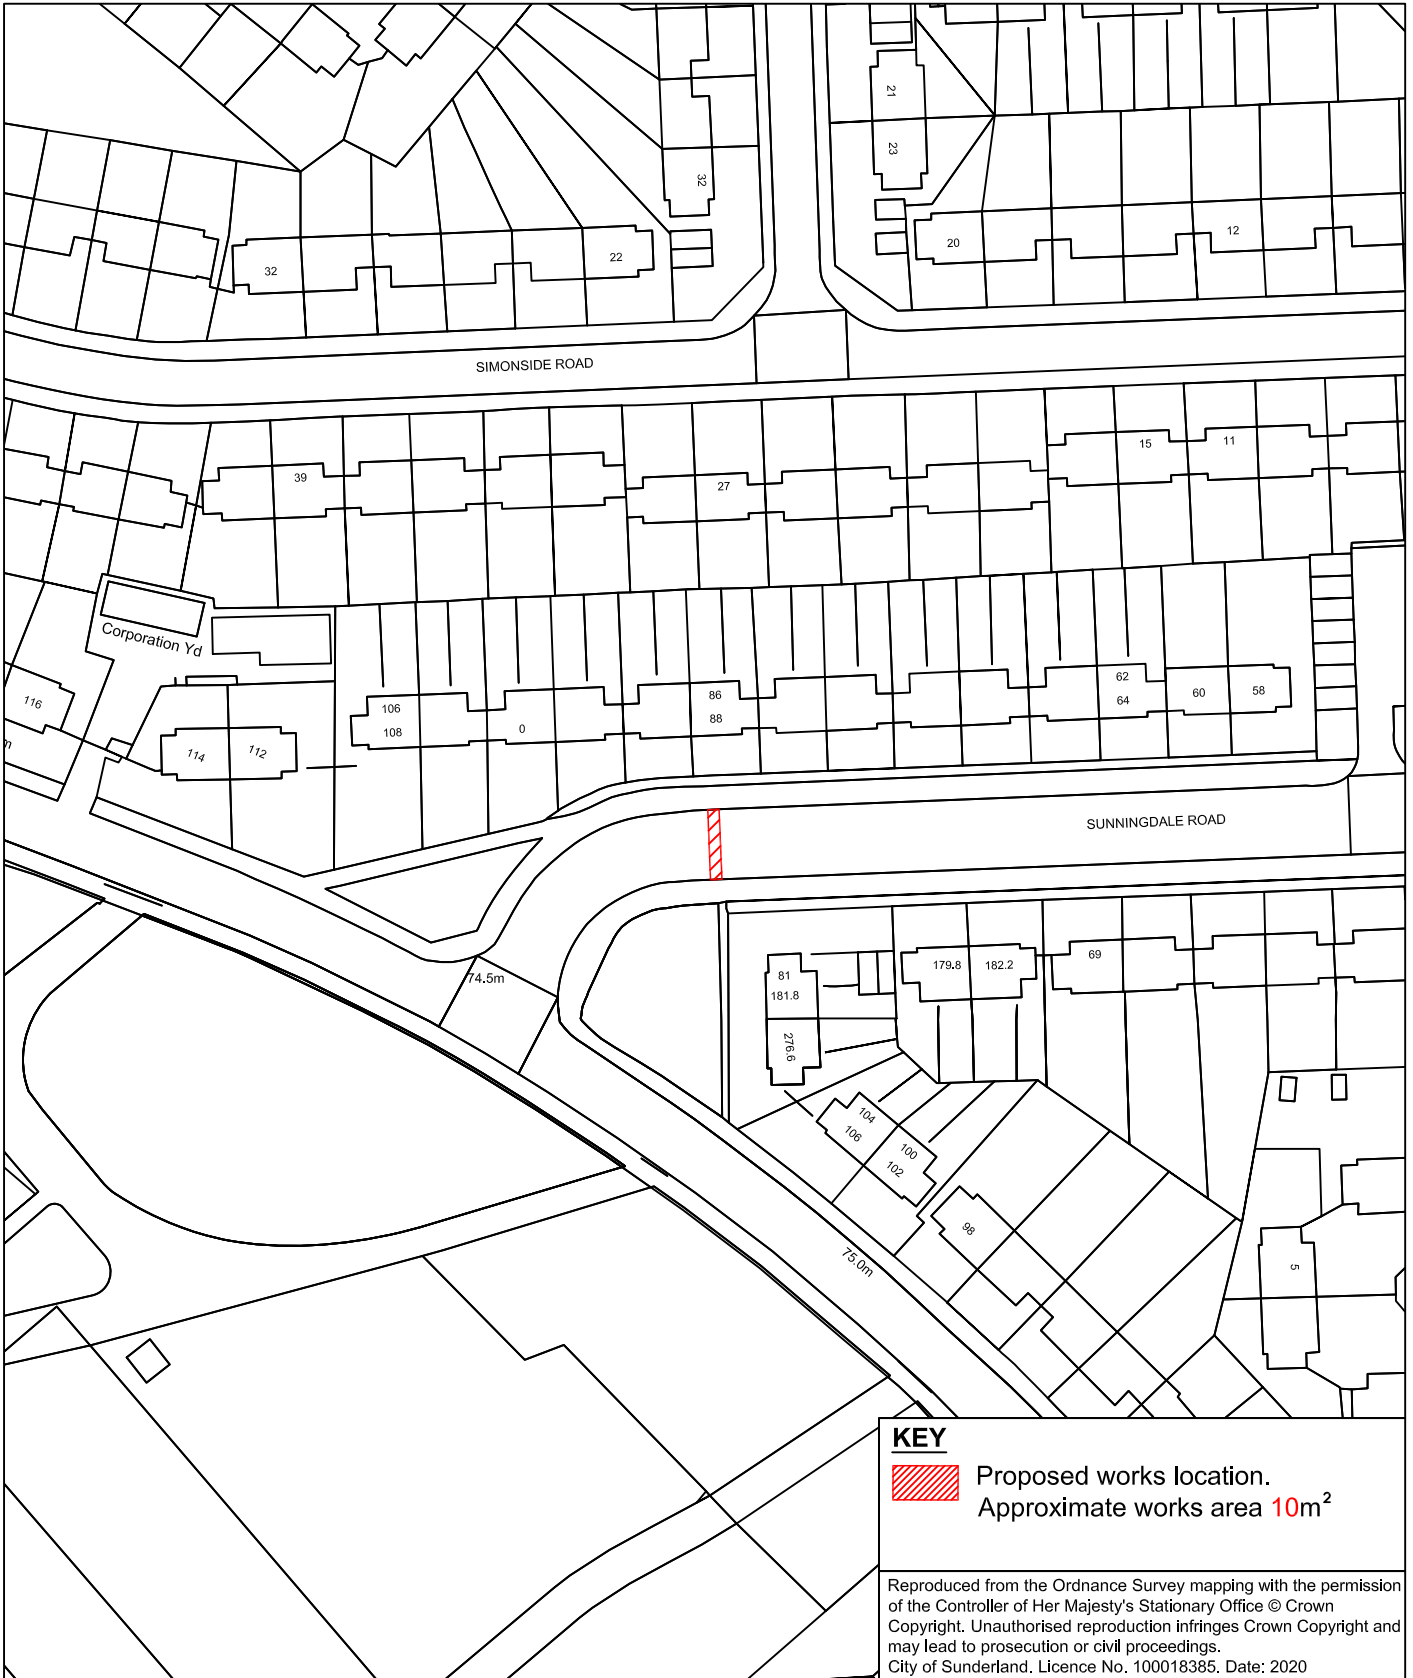 21
23
32
32
22
20
12
SIMONSIDE ROAD
39
27
15
11
Corporation Yd
116
m
114
112
106
108
0
86
88
62
64
60
58
SUNNINGDALE ROAD
74.5m
81
181.8
276.6
179.8
182.2
69
104
106
100
102
98
75.0m
5
KEY
Proposed works location.
Approximate works area 10m²
Reproduced from the Ordnance Survey mapping with the permission
of the Controller of Her Majesty's Stationary Office © Crown
Copyright. Unauthorised reproduction infringes Crown Copyright and
may lead to prosecution or civil proceedings.
City of Sunderland. Licence No. 100018385. Date: 2020